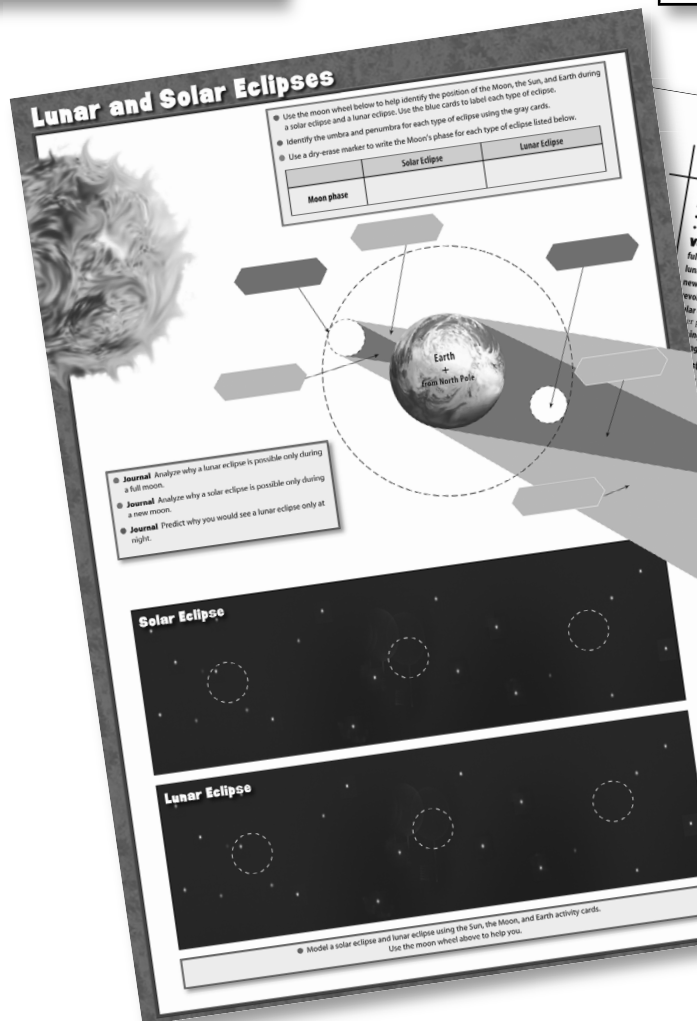 Lunar and Solar Eclipses
Use the moon wheel below to help identify the position of the Moon, the Sun, and Earth during
a solar eclipse and a lunar eclipse. Use the blue cards to label each type of eclipse.
Identify the umbra and penumbra for each type of eclipse using the gray cards.
Use a dry-erase marker to write the Moon's phase for each type of eclipse listed below.
Solar Eclipse
Lunar Eclipse
Moon phase
Earth
+
from North Pole
Journal Analyze why a lunar eclipse is possible only during
a full moon.
Journal Analyze why a solar eclipse is possible only during
a new moon.
Journal Predict why you would see a lunar eclipse only at
night.
Solar Eclipse
Lunar Eclipse
Model a solar eclipse and lunar eclipse using the Sun, the Moon, and Earth activity cards.
Use the moon wheel above to help you.